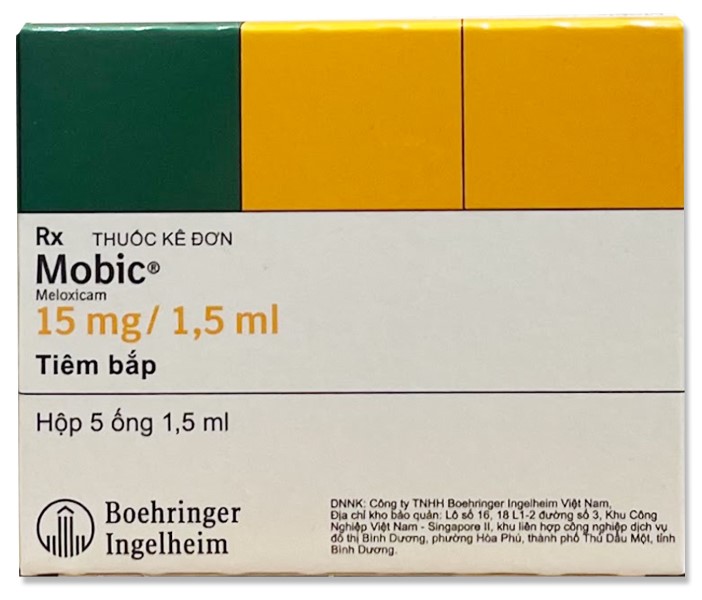 Rx THUỐC KÊ ĐƠN
Mobic®
Meloxicam
15 mg/ 1,5 ml
Tiêm bắp
Hộp 5 ống 1,5 ml
Boehringer
Ingelheim
DNNK: Công ty TNHH Boehringer Ingelheim Việt Nam,
Địa chỉ kho bảo quản: Lô số 16, 18 L1-2 đường số 3, Khu Công
Nghiệp Việt Nam - Singapore II, khu liên hợp công nghiệp dịch vụ
đô thị Bình Dương, phường Hòa Phú, thành phố Thủ Dầu Một, tỉnh
Bình Dương.